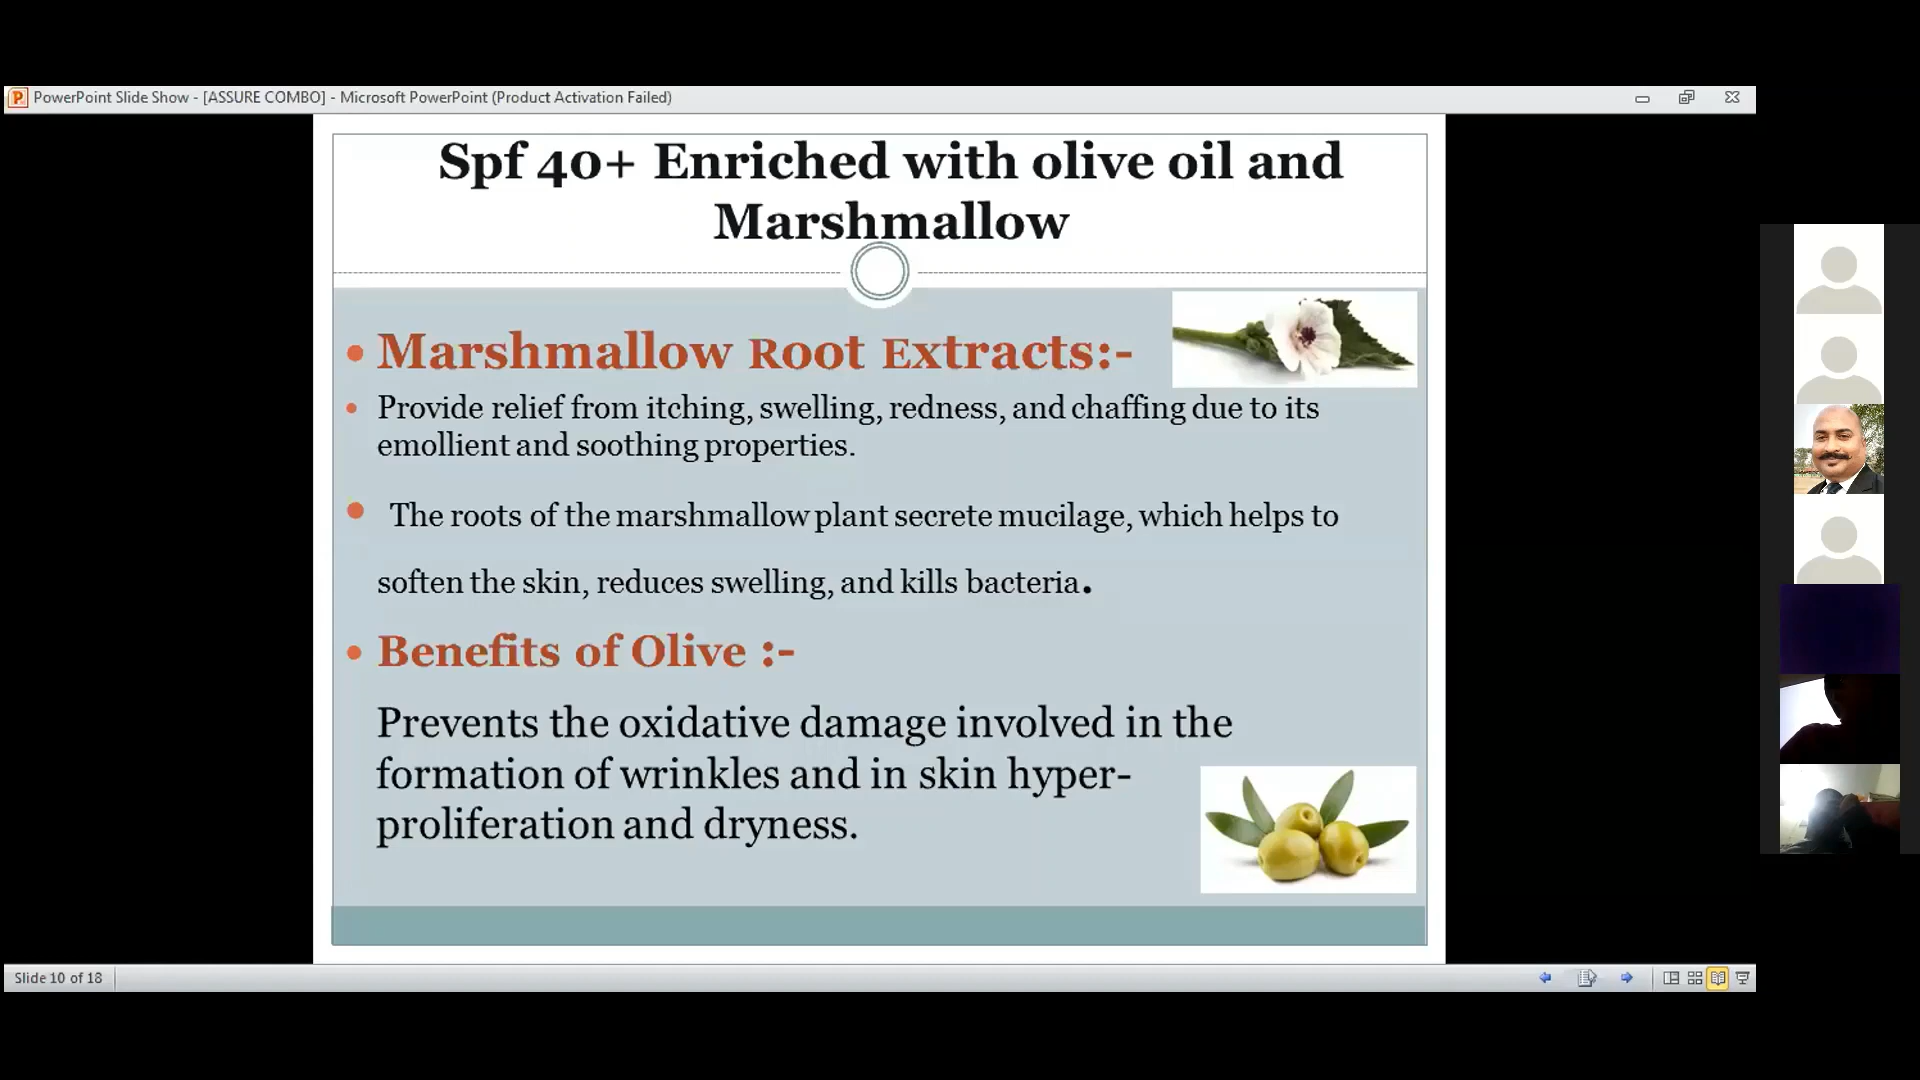 PowerPoint Slide Show - [ASSURE COMBO] - Microsoft PowerPoint (Product Activation Failed)
Spf 40+ Enriched with olive oil and
Marshmallow
• Marshmallow Root Extracts:-
• Provide relief from itching, swelling, redness, and chaffing due to its
emollient and soothing properties.
• The roots of the marshmallow plant secrete mucilage, which helps to
soften the skin, reduces swelling, and kills bacteria.
• Benefits of Olive :-
Prevents the oxidative damage involved in the
formation of wrinkles and in skin hyper-
proliferation and dryness.
Slide 10 of 18